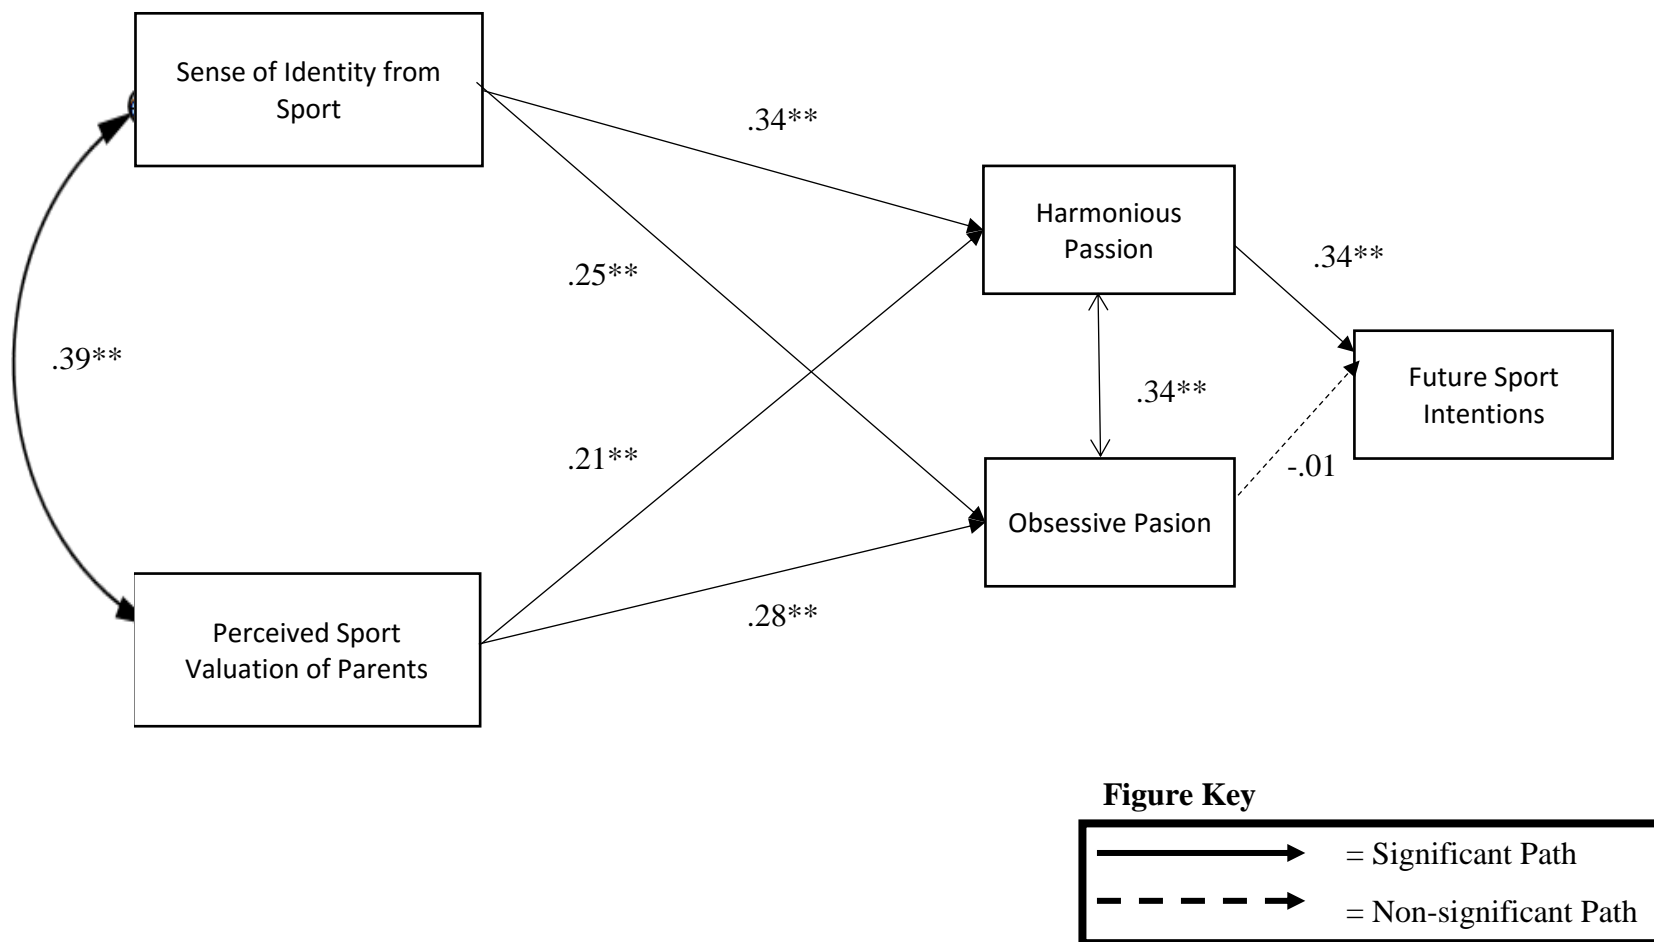 Sense of Identity from
Sport
.34**
Harmonious
Passion
.34**
.25**
.39**
.34**
Future Sport
Intentions
.21**
-.01
Obsessive Pasion
.28**
Perceived Sport
Valuation of Parents
Figure Key
= Significant Path
= Non-significant Path